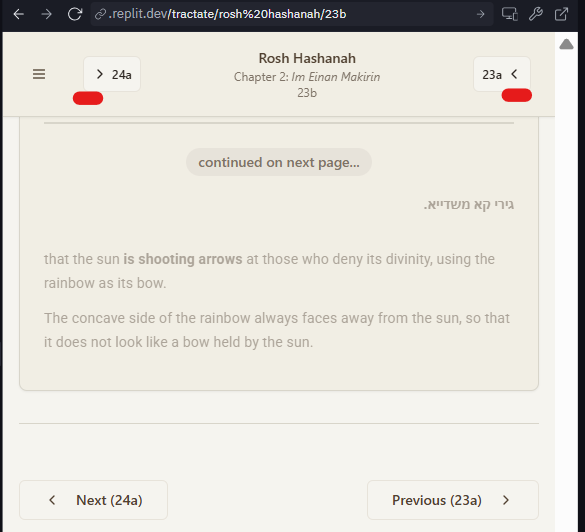 .replit.dev/tractate/rosh%20hashanah/23b
24a
Rosh Hashanah
Chapter 2: Im Einan Makirin
23b
23a
continued on next page...
גירי קא משדייא.
that the sun is shooting arrows at those who deny its divinity, using the
rainbow as its bow.
The concave side of the rainbow always faces away from the sun, so that
it does not look like a bow held by the sun.
Next (24a)
Previous (23a)